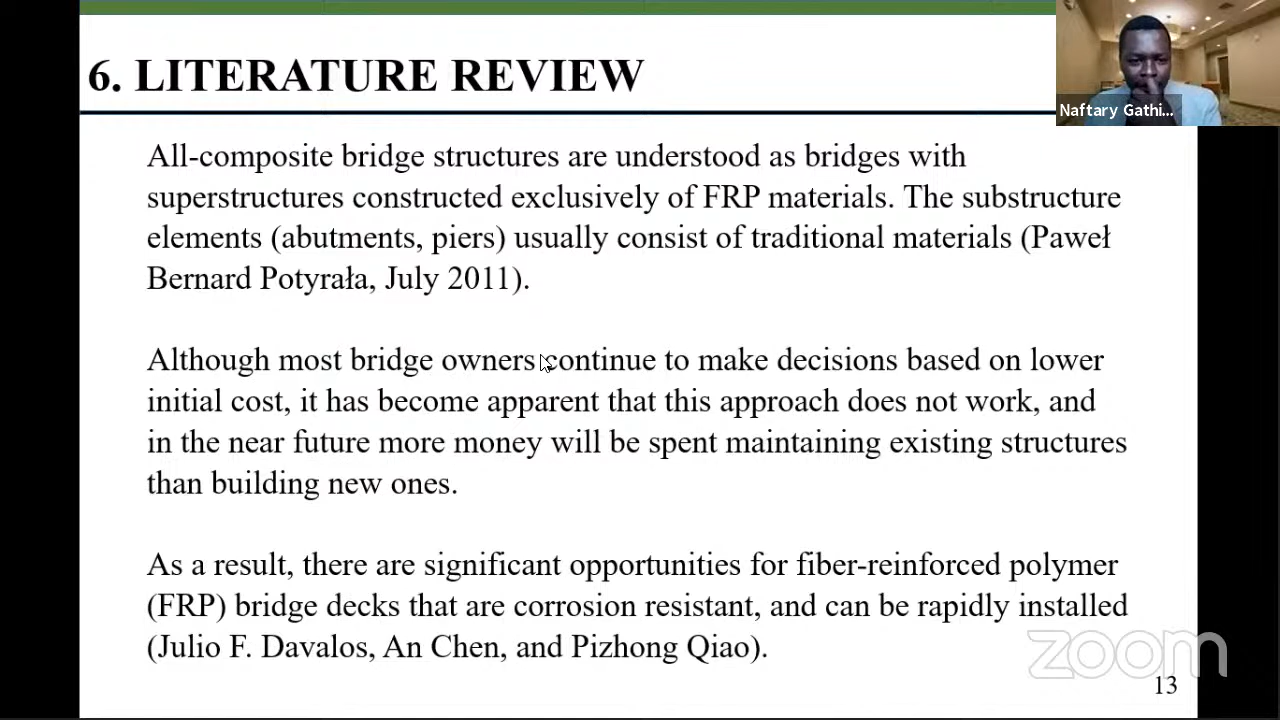 6. LITERATURE REVIEW
Naftary Gathi...
All-composite bridge structures are understood as bridges with
superstructures constructed exclusively of FRP materials. The substructure
elements (abutments, piers) usually consist of traditional materials (Paweł
Bernard Potyrała, July 2011).
Although most bridge owners continue to make decisions based on lower
initial cost, it has become apparent that this approach does not work, and
in the near future more money will be spent maintaining existing structures
than building new ones.
As a result, there are significant opportunities for fiber-reinforced polymer
(FRP) bridge decks that are corrosion resistant, and can be rapidly installed
(Julio F. Davalos, An Chen, and Pizhong Qiao).
zoom
13